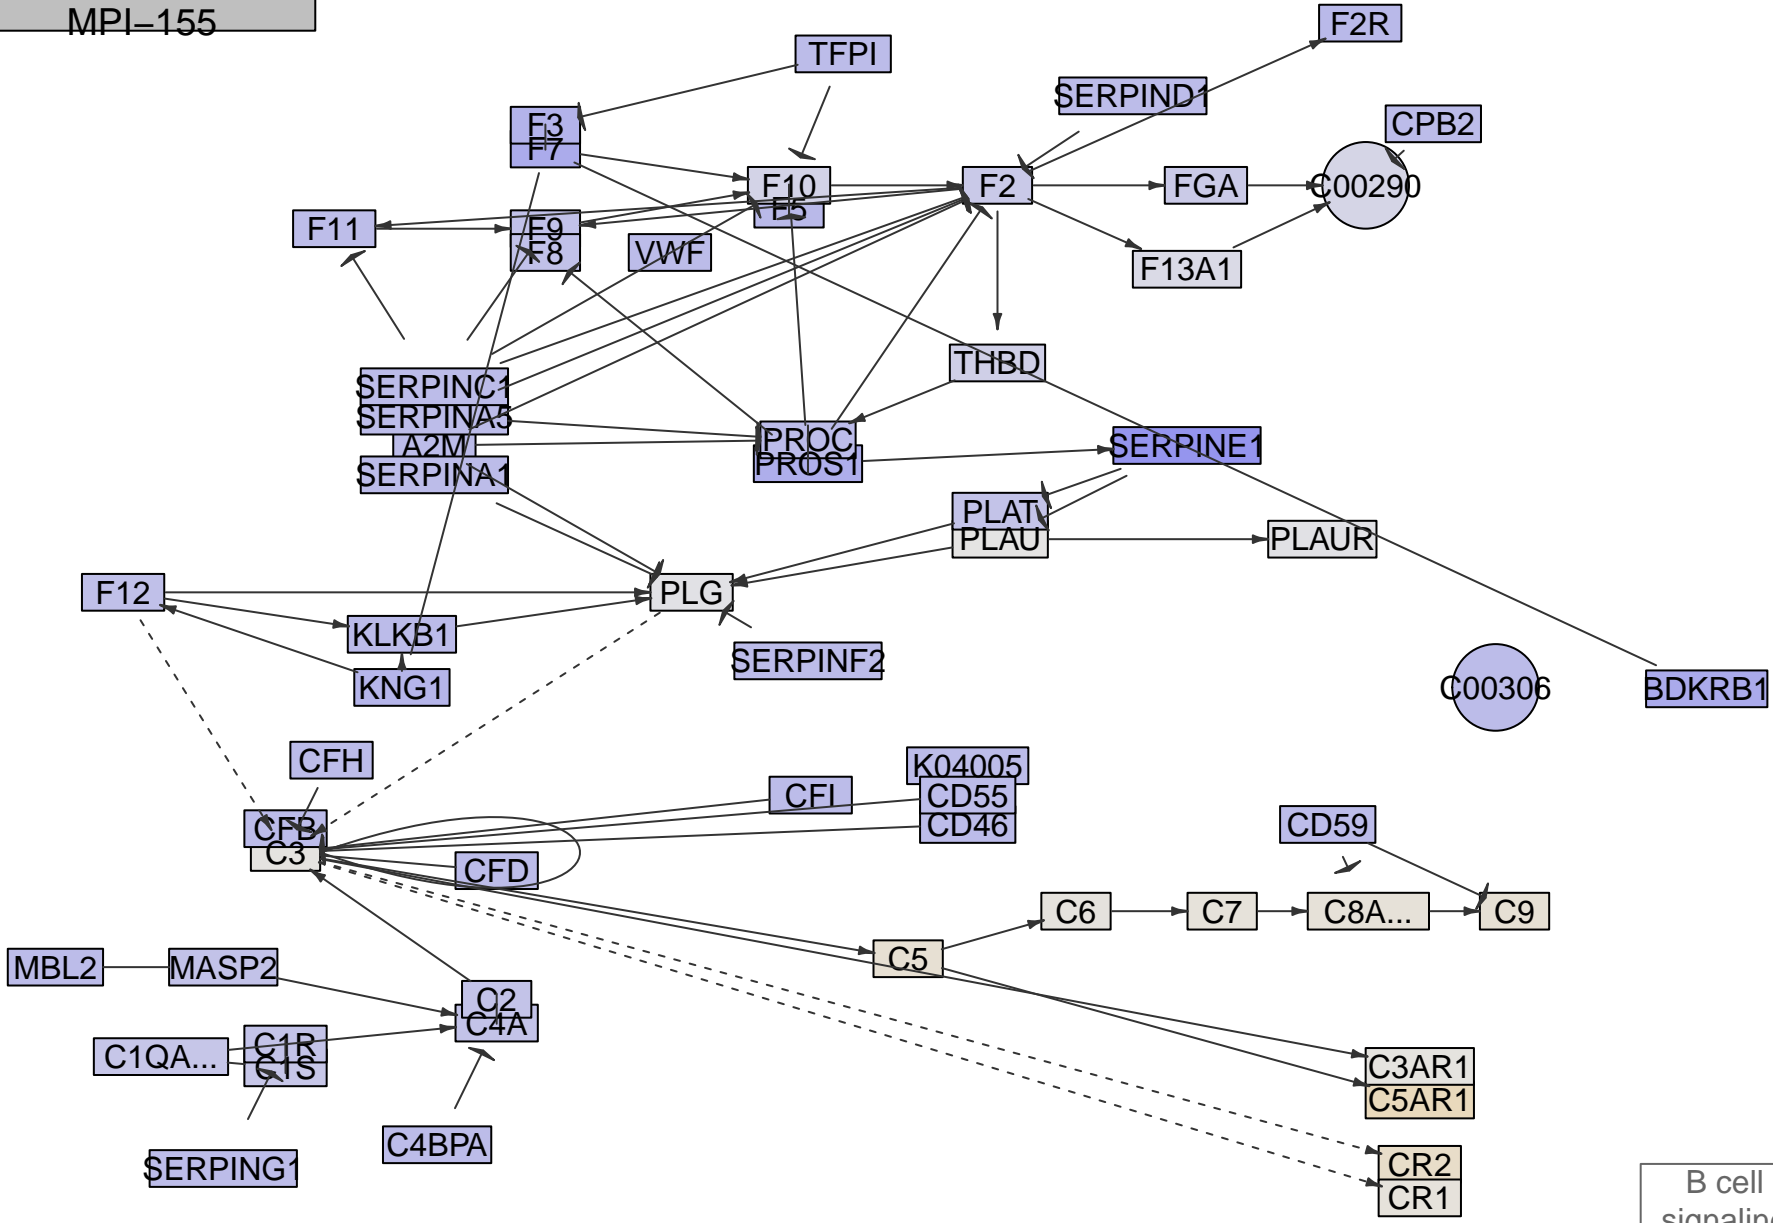 MPI–155
F2R
TFPI
SERPIND1
CPB2
F3
F7
F10
F5
F2
FGA
C00290
F11
F9
F8
VWF
F13A1
THBD
SERPINC1
SERPINA5
A2M
SERPINA1
PROC
PROS1
SERPINE1
PLAT
PLAU
PLAUR
F12
PLG
KLKB1
KNG1
SERPINF2
C00306
BDKRB1
CFH
CFB
C3
CFI
K04005
CD55
CD46
CFD
CD59
C6
C7
C8A...
C9
C5
MBL2
MASP2
C2
C4A
C1QA...
C1R
C1S
C3AR1
C5AR1
C4BPA
SERPING1
CR2
CR1
B cell
signaling